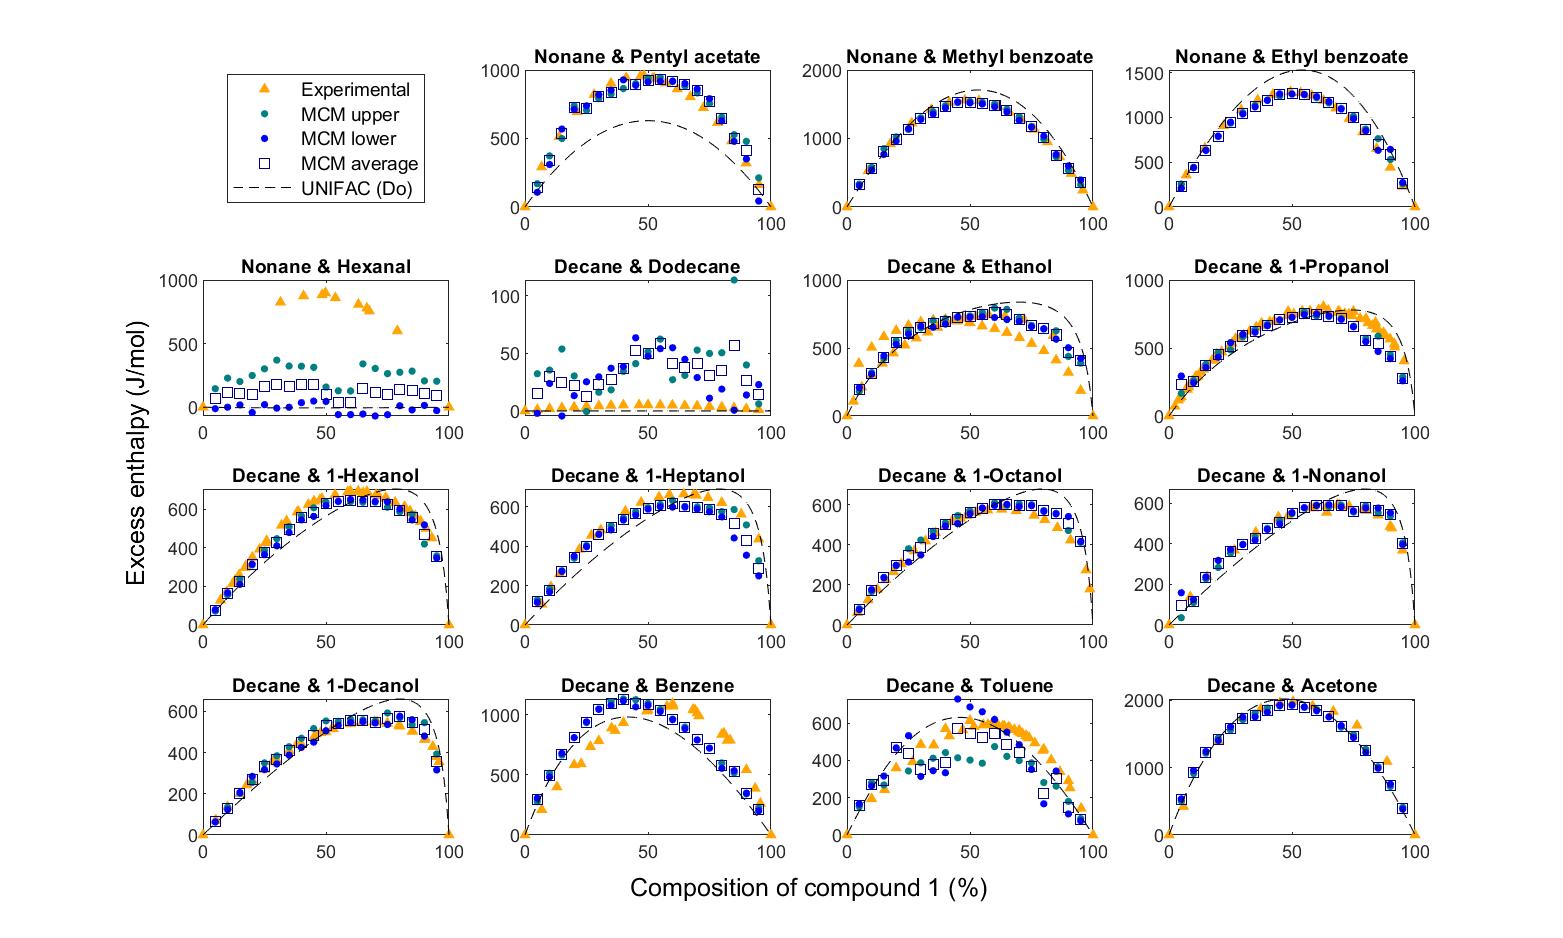 Nonane & Pentyl acetate
Nonane & Methyl benzoate
Nonane & Ethyl benzoate
Experimental
MCM upper
MCM lower
MCM average
UNIFAC (Do)
1000
500
0
0 50 100
2000
1000
0
0 50 100
1500
1000
500
0
0 50 100
Nonane & Hexanal
Decane & Dodecane
Decane & Ethanol
Decane & 1-Propanol
1000
500
0
0 50 100
100
50
0
0 50 100
1000
500
0
0 50 100
1000
500
0
0 50 100
Excess enthalpy (J/mol)
Decane & 1-Hexanol
Decane & 1-Heptanol
Decane & 1-Octanol
Decane & 1-Nonanol
600
400
200
0
0 50 100
600
400
200
0
0 50 100
600
400
200
0
0 50 100
600
400
200
0
0 50 100
Decane & 1-Decanol
Decane & Benzene
Decane & Toluene
Decane & Acetone
600
400
200
0
0 50 100
1000
500
0
0 50 100
600
400
200
0
0 50 100
2000
1000
0
0 50 100
Composition of compound 1 (%)